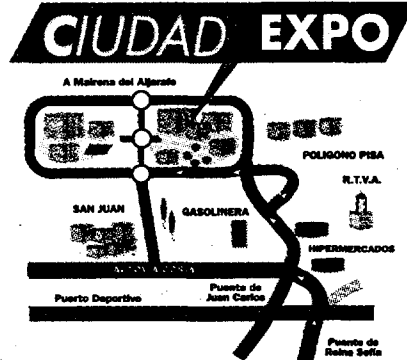 CIUDAD EXPO
A Mairena del Aljarafe
POLIGONO PISA
R.T.V.A.
SAN JUAN
GASOLINERA
HIPERMERCADOS
Puerto Deportivo
Puente de
Juan Carlos
Puente de
Reina Sofía